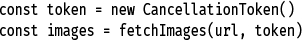 const token = new CancellationToken()
const images = fetchImages(url, token)